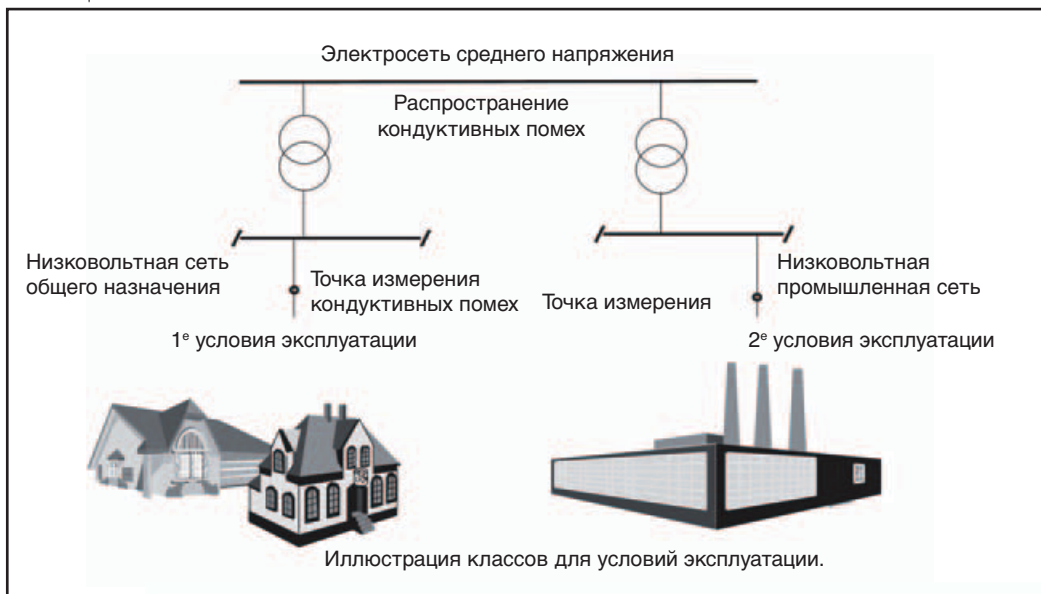 Электросеть среднего напряжения
Распространение
кондуктивных помех
Низковольтная сеть
общего назначения
Точка измерения
кондуктивных помех
Точка измерения
Низковольтная
промышленная сеть
1е условия эксплуатации
2е условия эксплуатации
Иллюстрация классов для условий эксплуатации.